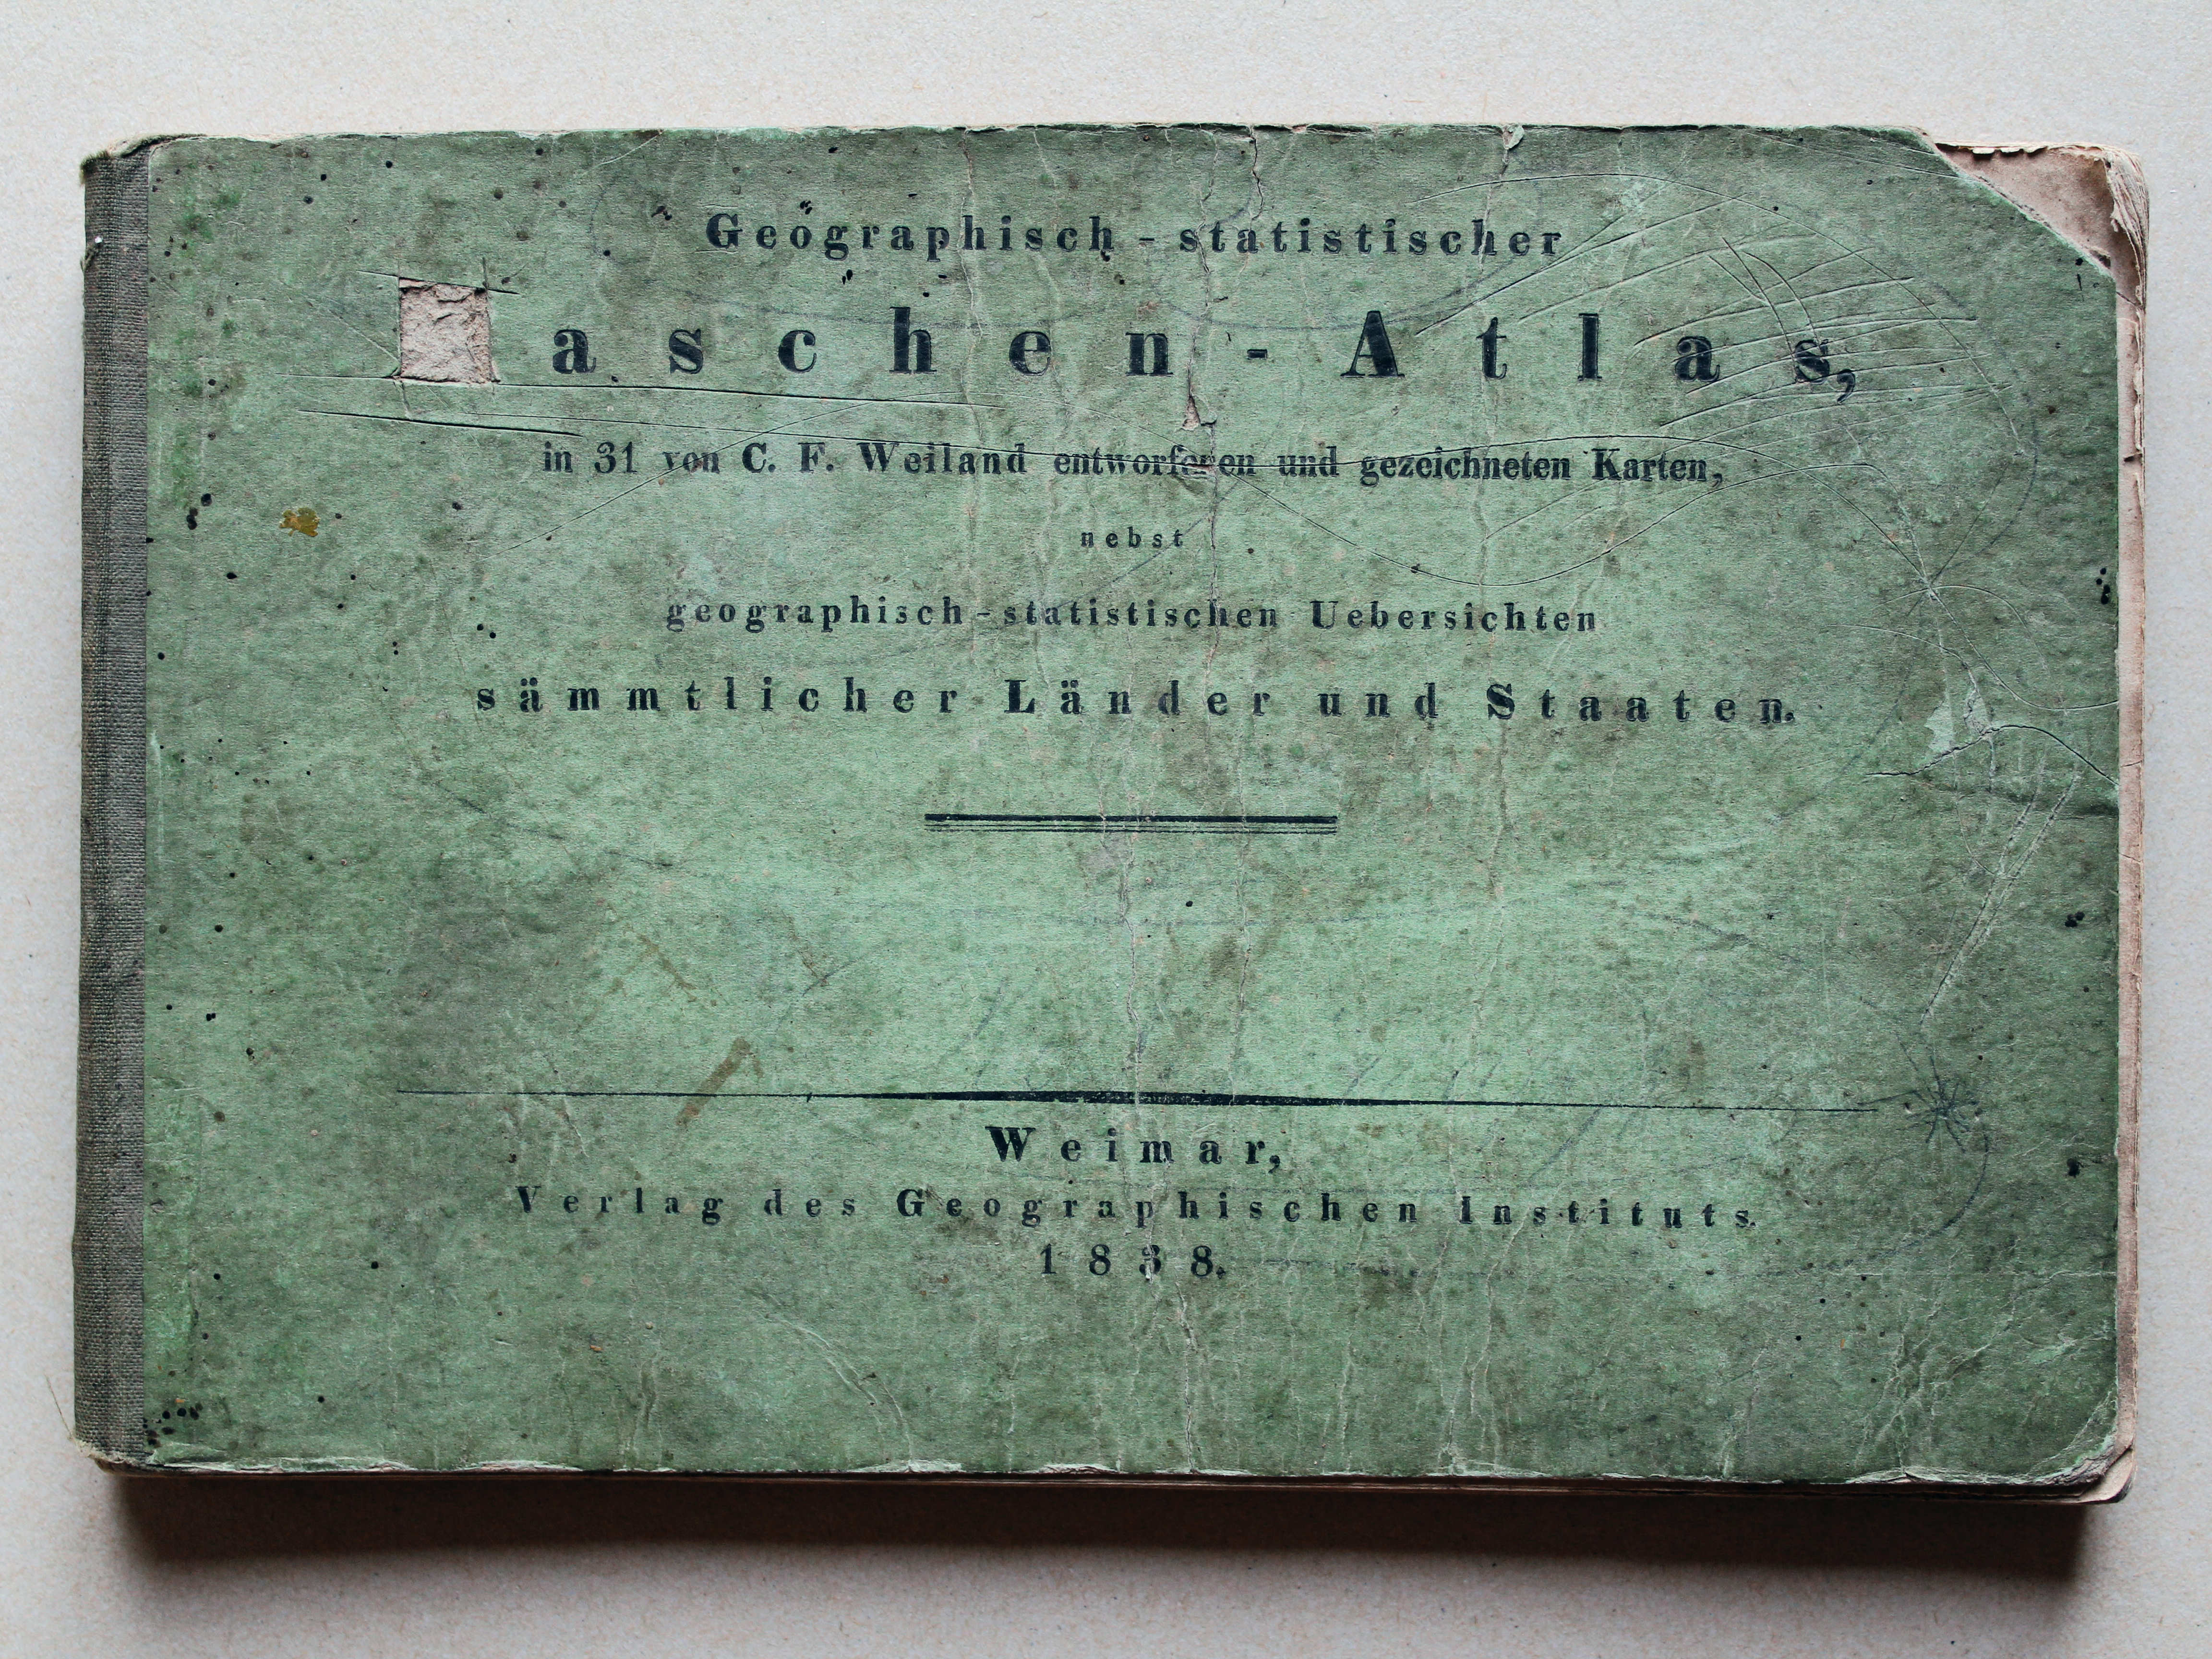 Geographisch-statistischer
aschen-Atlas,
in 31 von C. F. Weiland entworfenen und gezeichneten Karten,
nebst
geographisch-statistischen Uebersichten
sämmtlicher Länder und Staaten.
Weimar,
Verlag des Geographischen Instituts.
1838.